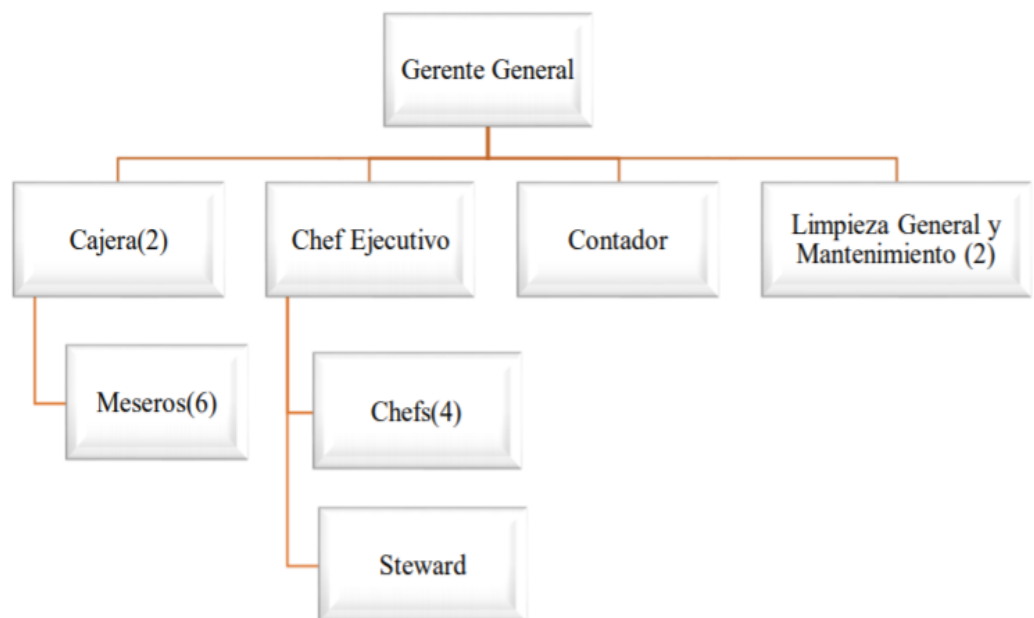 Gerente General
Cajera(2)
Chef Ejecutivo
Contador
Limpieza General y
Mantenimiento (2)
Meseros(6)
Chefs(4)
Steward